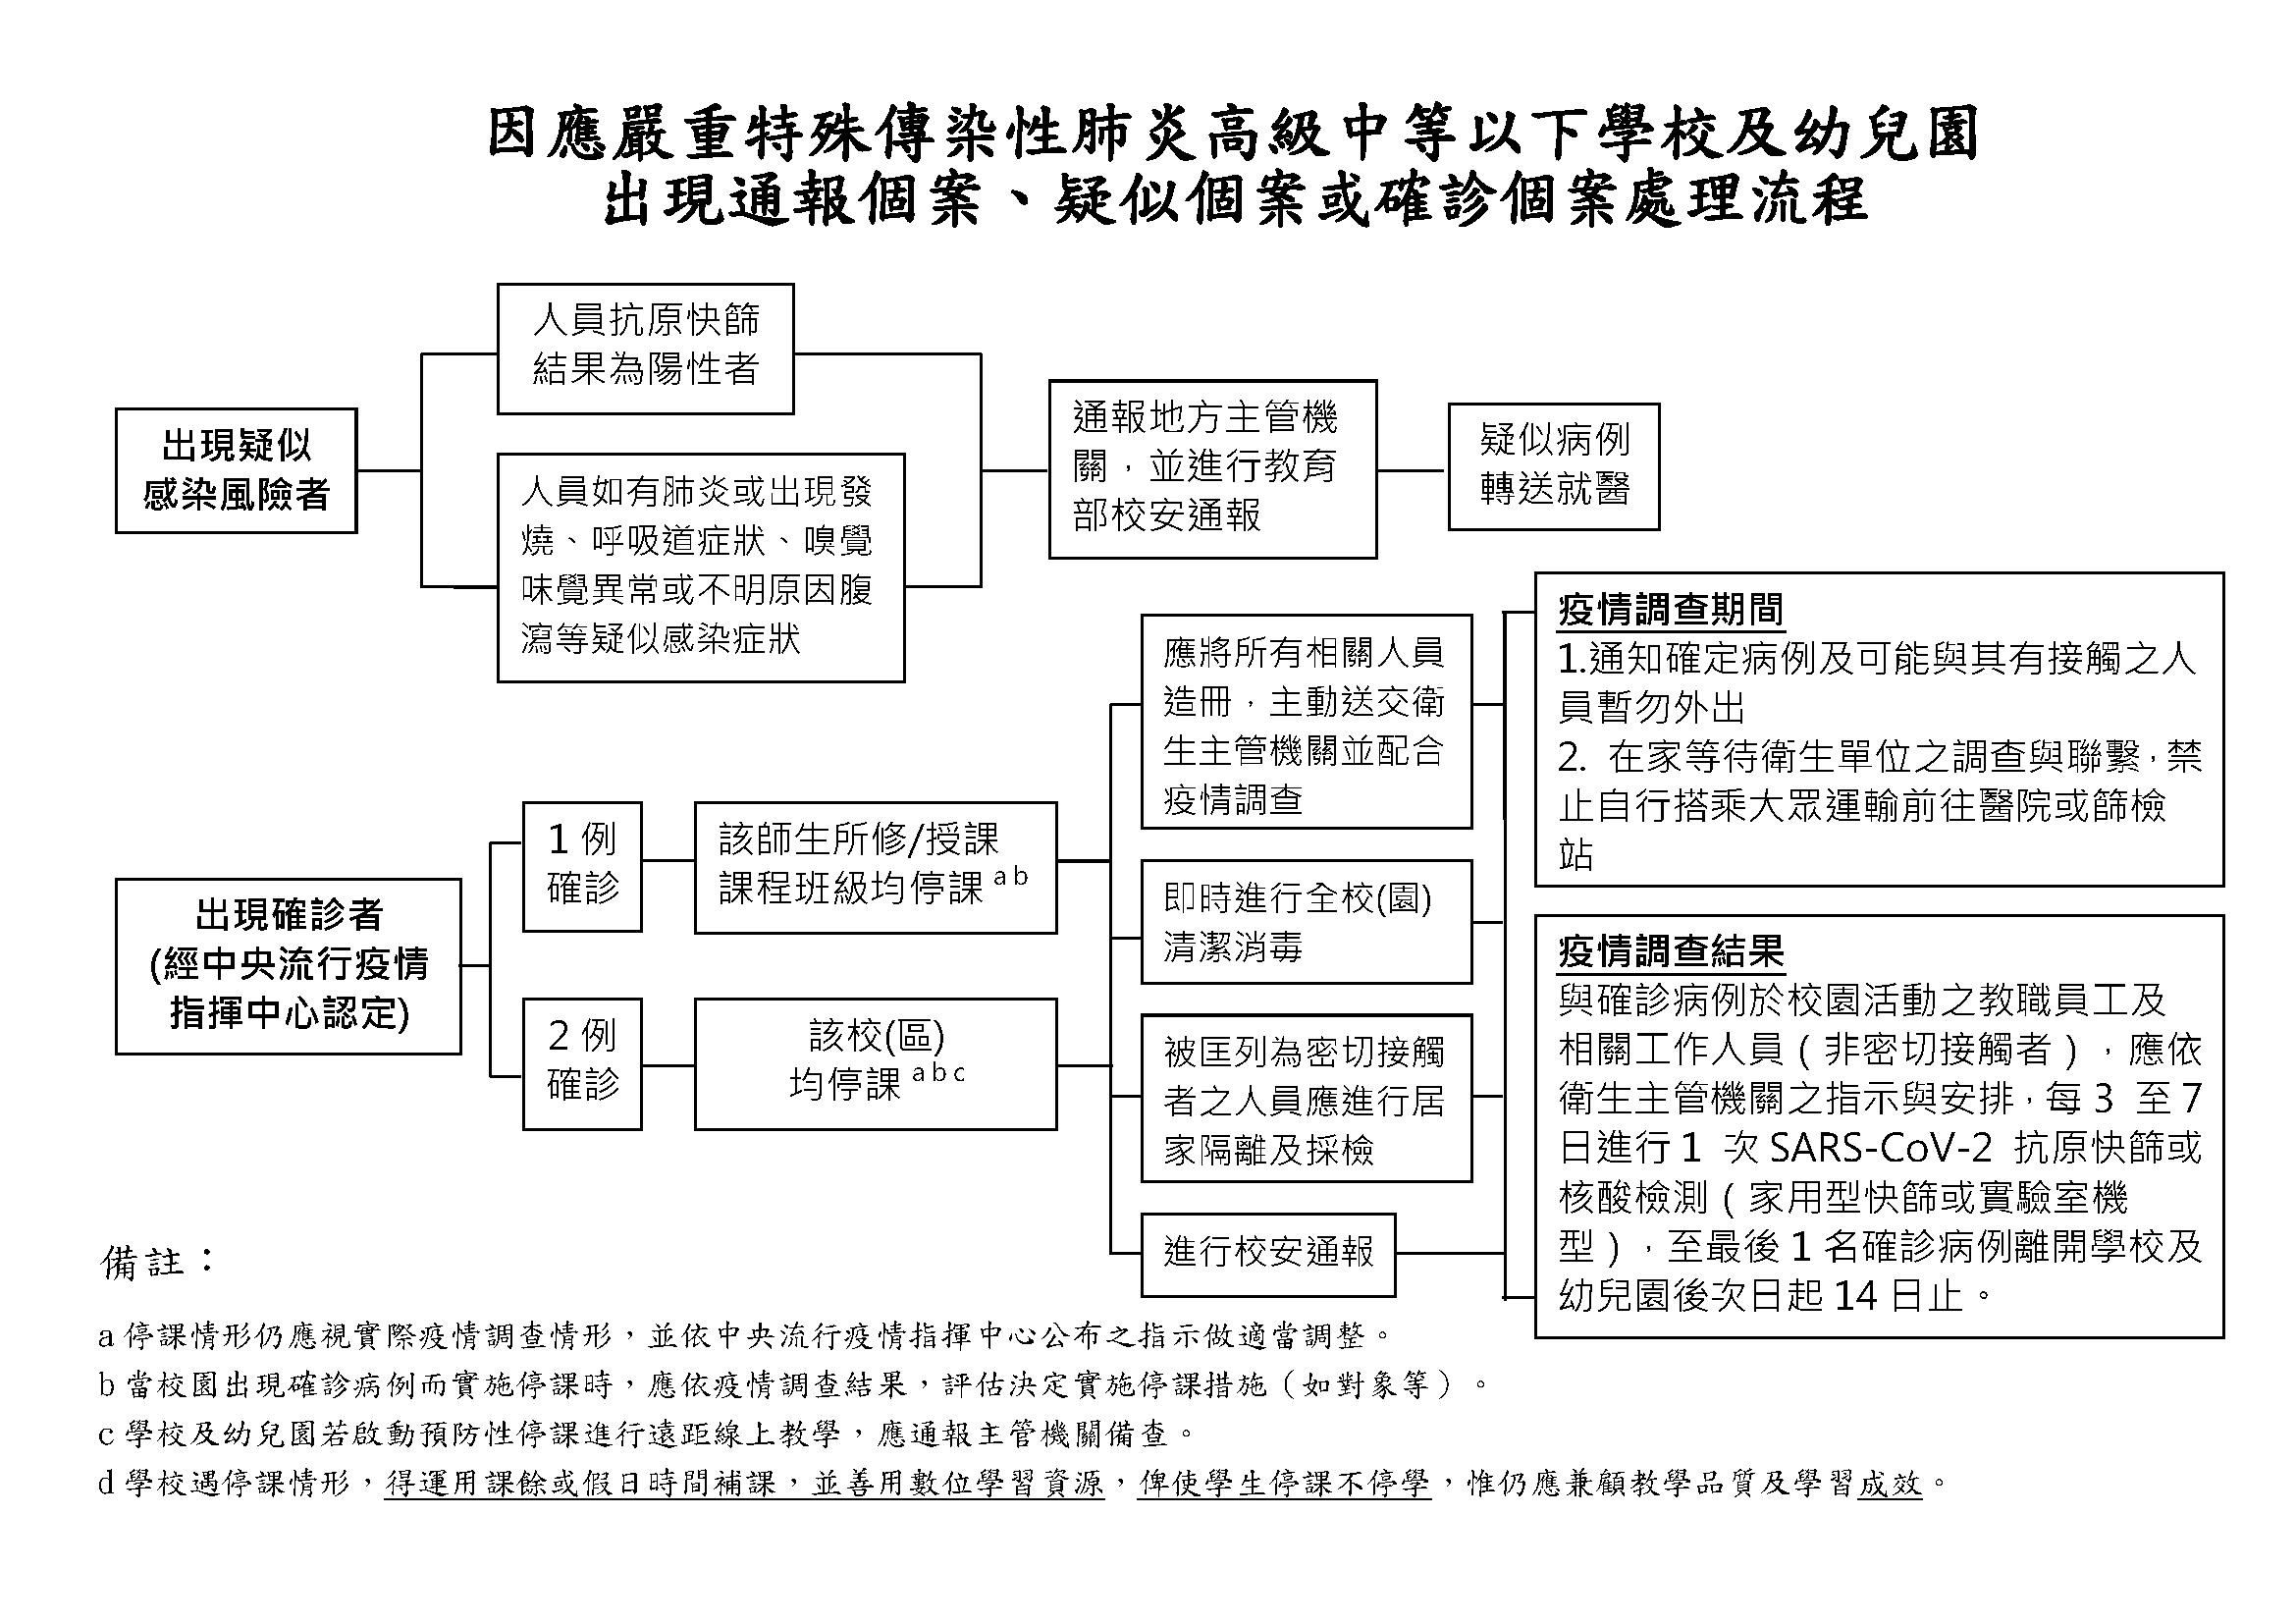 因應嚴重特殊傳染性肺炎高級中等以下學校及幼兒園
出現通報個案、疑似個案或確診個案處理流程
出現疑似
感染風險者
人員抗原快篩
結果為陽性者
人員如有肺炎或出現發
燒、呼吸道症狀、嗅覺
味覺異常或不明原因腹
瀉等疑似感染症狀
通報地方主管機
關，並進行教育
部校安通報
疑似病例
轉送就醫
出現確診者
(經中央流行疫情
指揮中心認定)
1 例
確診
該師生所修/授課
課程班級均停課 a b
2 例
確診
該校(區)
均停課 a b c
應將所有相關人員
造冊，主動送交衛
生主管機關並配合
疫情調查
即時進行全校(園)
清潔消毒
被匡列為密切接觸
者之人員應進行居
家隔離及採檢
進行校安通報
疫情調查期間
1.通知確定病例及可能與其有接觸之人
員暫勿外出
2. 在家等待衛生單位之調查與聯繫，禁
止自行搭乘大眾運輸前往醫院或篩檢
站
疫情調查結果
與確診病例於校園活動之教職員工及
相關工作人員（非密切接觸者），應依
衛生主管機關之指示與安排，每 3 至 7
日進行 1 次 SARS-CoV-2 抗原快篩或
核酸檢測（家用型快篩或實驗室機
型），至最後 1 名確診病例離開學校及
幼兒園後次日起 14 日止。
備註：
a 停課情形仍應視實際疫情調查情形，並依中央流行疫情指揮中心公布之指示做適當調整。
b 當校園出現確診病例而實施停課時，應依疫情調查結果，評估決定實施停課措施（如對象等）。
c 學校及幼兒園若啟動預防性停課進行遠距線上教學，應通報主管機關備查。
d 學校遇停課情形，得運用課餘或假日時間補課，並善用數位學習資源，俾使學生停課不停學，惟仍應兼顧教學品質及學習成效。